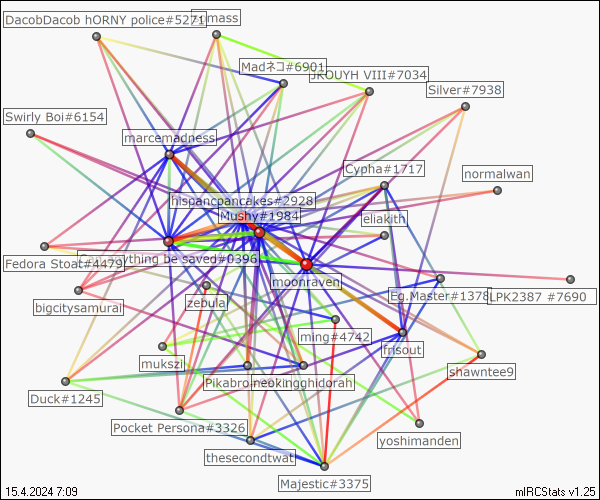 DacobDacob hORNY police#5271
mass
Madネコ#6901
JKOUYH VIII#7034
Silver#7938
Swirly Boi#6154
marcemadness
Cypha#1717
normalwan
hispancpancakes#2928
Mushy#1984
eiakith
Fedora Stoat#4479
ything be saved#0396
moonraven
Eg.Master#1378
LPK2387 #7690
bigcitysamurai
zebula
ming#4742
frisout
mukszi
shawntee9
Pikabro
neokingghidorah
Duck#1245
Pocket Persona#3326
yoshimanden
thesecondtwat
Majestic#3375
15.4.2024 7:09
mIRCStats v1.25